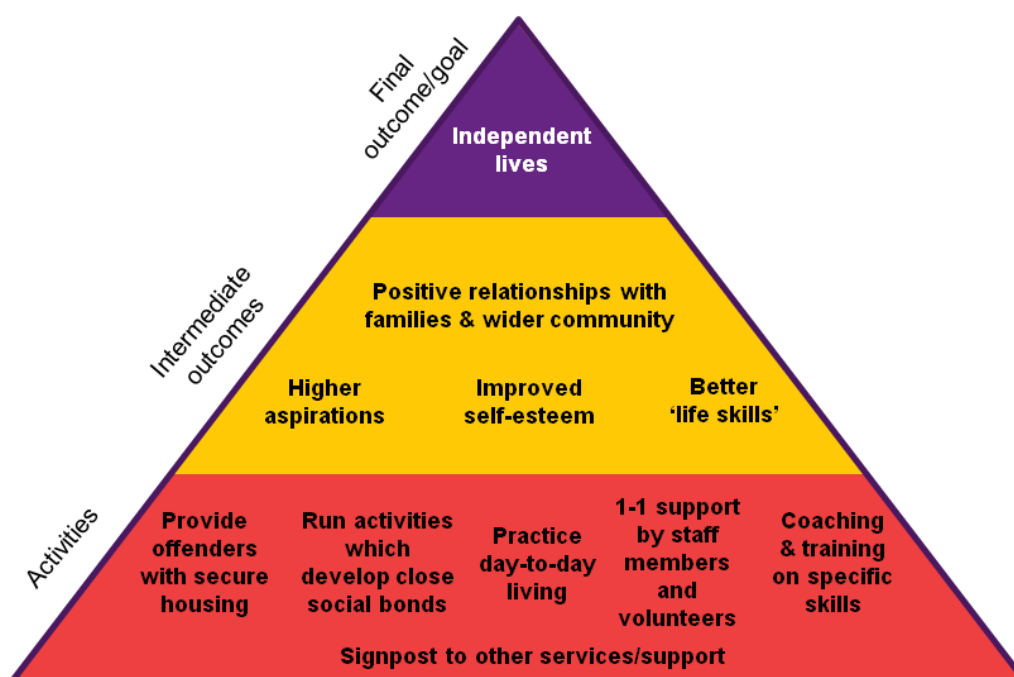 Final
outcome/goal
Independent
lives
Intermediate
outcomes
Positive relationships with
families & wider community
Higher
aspirations
Improved
self-esteem
Better
‘life skills’
Activities
Provide
offenders
with secure
housing
Run activities
which
develop close
social bonds
Practice
day-to-day
living
1-1 support
by staff
members
and
volunteers
Coaching
& training
on specific
skills
Signpost to other services/support